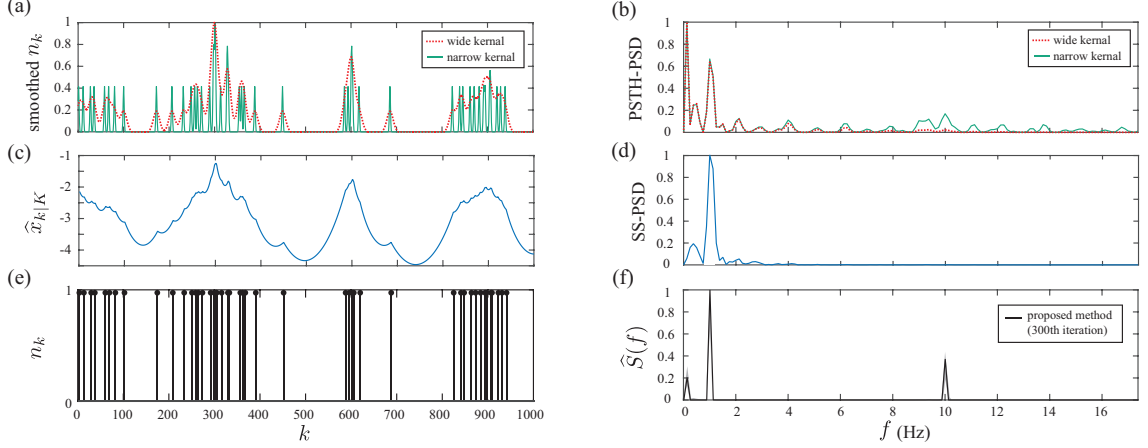 (a)
smoothed n_k
1
0.8
0.6
0.4
0.2
0
wide kernal
narrow kernal
(b)
PSTH-PSD
1
0.8
0.6
0.4
0.2
0
wide kernal
narrow kernal
(c)
x̂_{k|K}
-1
-2
-3
-4
(d)
SS-PSD
1
0.8
0.6
0.4
0.2
0
(e)
n_k
1
0
0 100 200 300 400 500 600 700 800 900 1000
k
(f)
Ŝ(f)
1
0.8
0.6
0.4
0.2
0
proposed method
(300th iteration)
0 2 4 6 8 10 12 14 16
f (Hz)